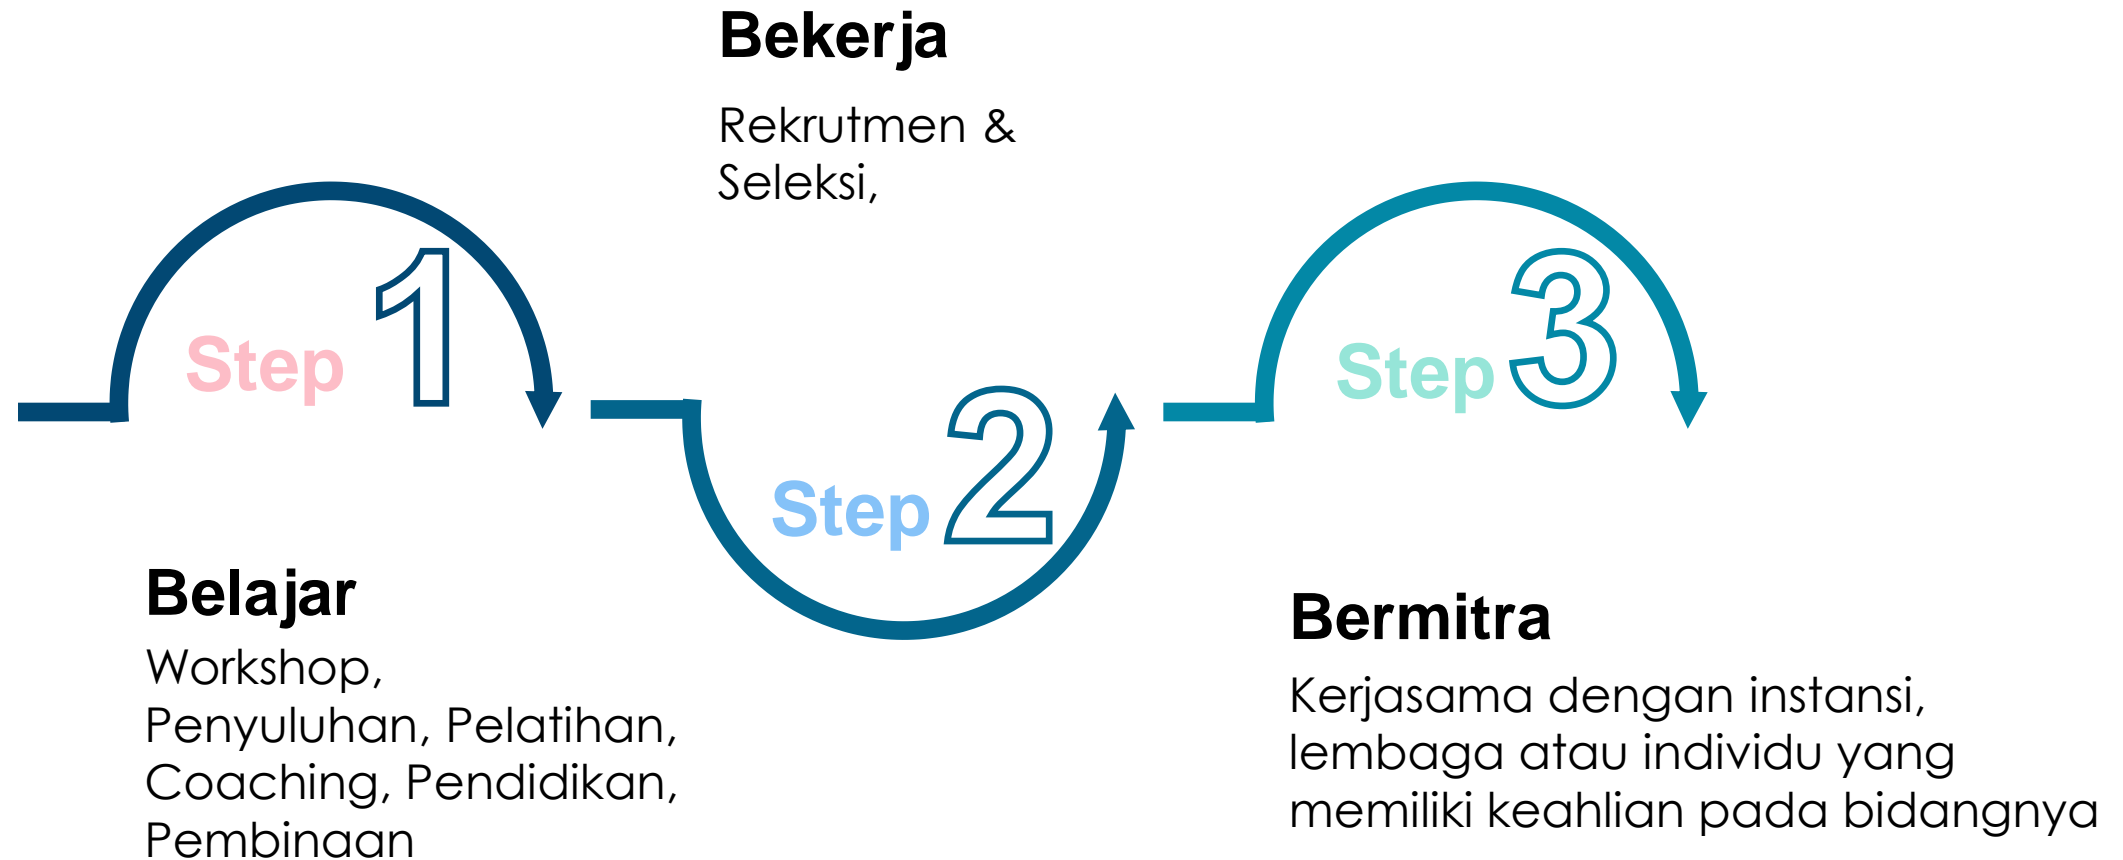 Step 1
Belajar
Workshop,
Penyuluhan, Pelatihan,
Coaching, Pendidikan,
Pembinaan
Bekerja
Rekrutmen &
Seleksi,
Step 2
Step 3
Bermitra
Kerjasama dengan instansi,
lembaga atau individu yang
memiliki keahlian pada bidangnya